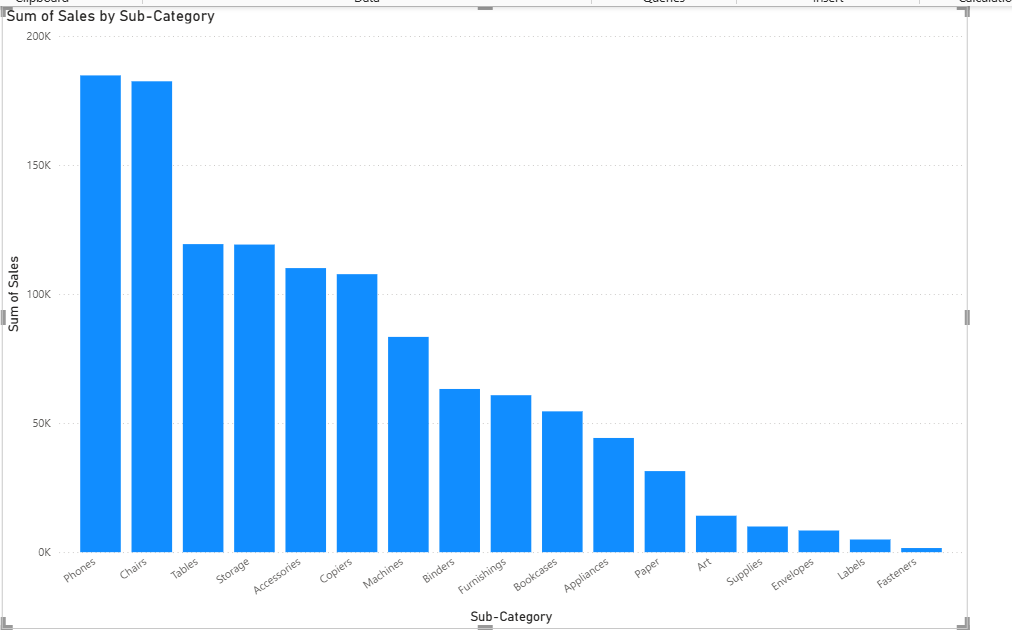 Clipboard Data Queries Insert
Sum of Sales by Sub-Category
200K
150K
100K
50K
0K
Sum of Sales
Phones
Chairs
Tables
Storage
Accessories
Copiers
Machines
Binders
Furnishings
Bookcases
Appliances
Paper
Art
Supplies
Envelopes
Labels
Fasteners
Sub-Category